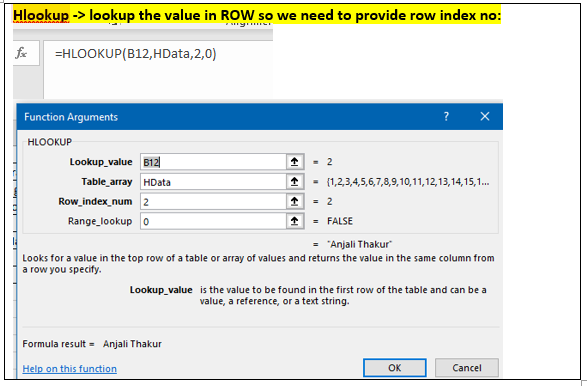 Hlookup -> lookup the value in ROW so we need to provide row index no:
fx =HLOOKUP(B12,HData,2,0)
Function Arguments ? ×
HLOOKUP
Lookup_value B12 = 2
Table_array HData = {1,2,3,4,5,6,7,8,9,10,11,12,13,14,15,1...
Row_index_num 2 = 2
Range_lookup 0 = FALSE
= "Anjali Thakur"
Looks for a value in the top row of a table or array of values and returns the value in the same column from
a row you specify.
Lookup_value is the value to be found in the first row of the table and can be a
value, a reference, or a text string.
Formula result = Anjali Thakur
Help on this function OK Cancel